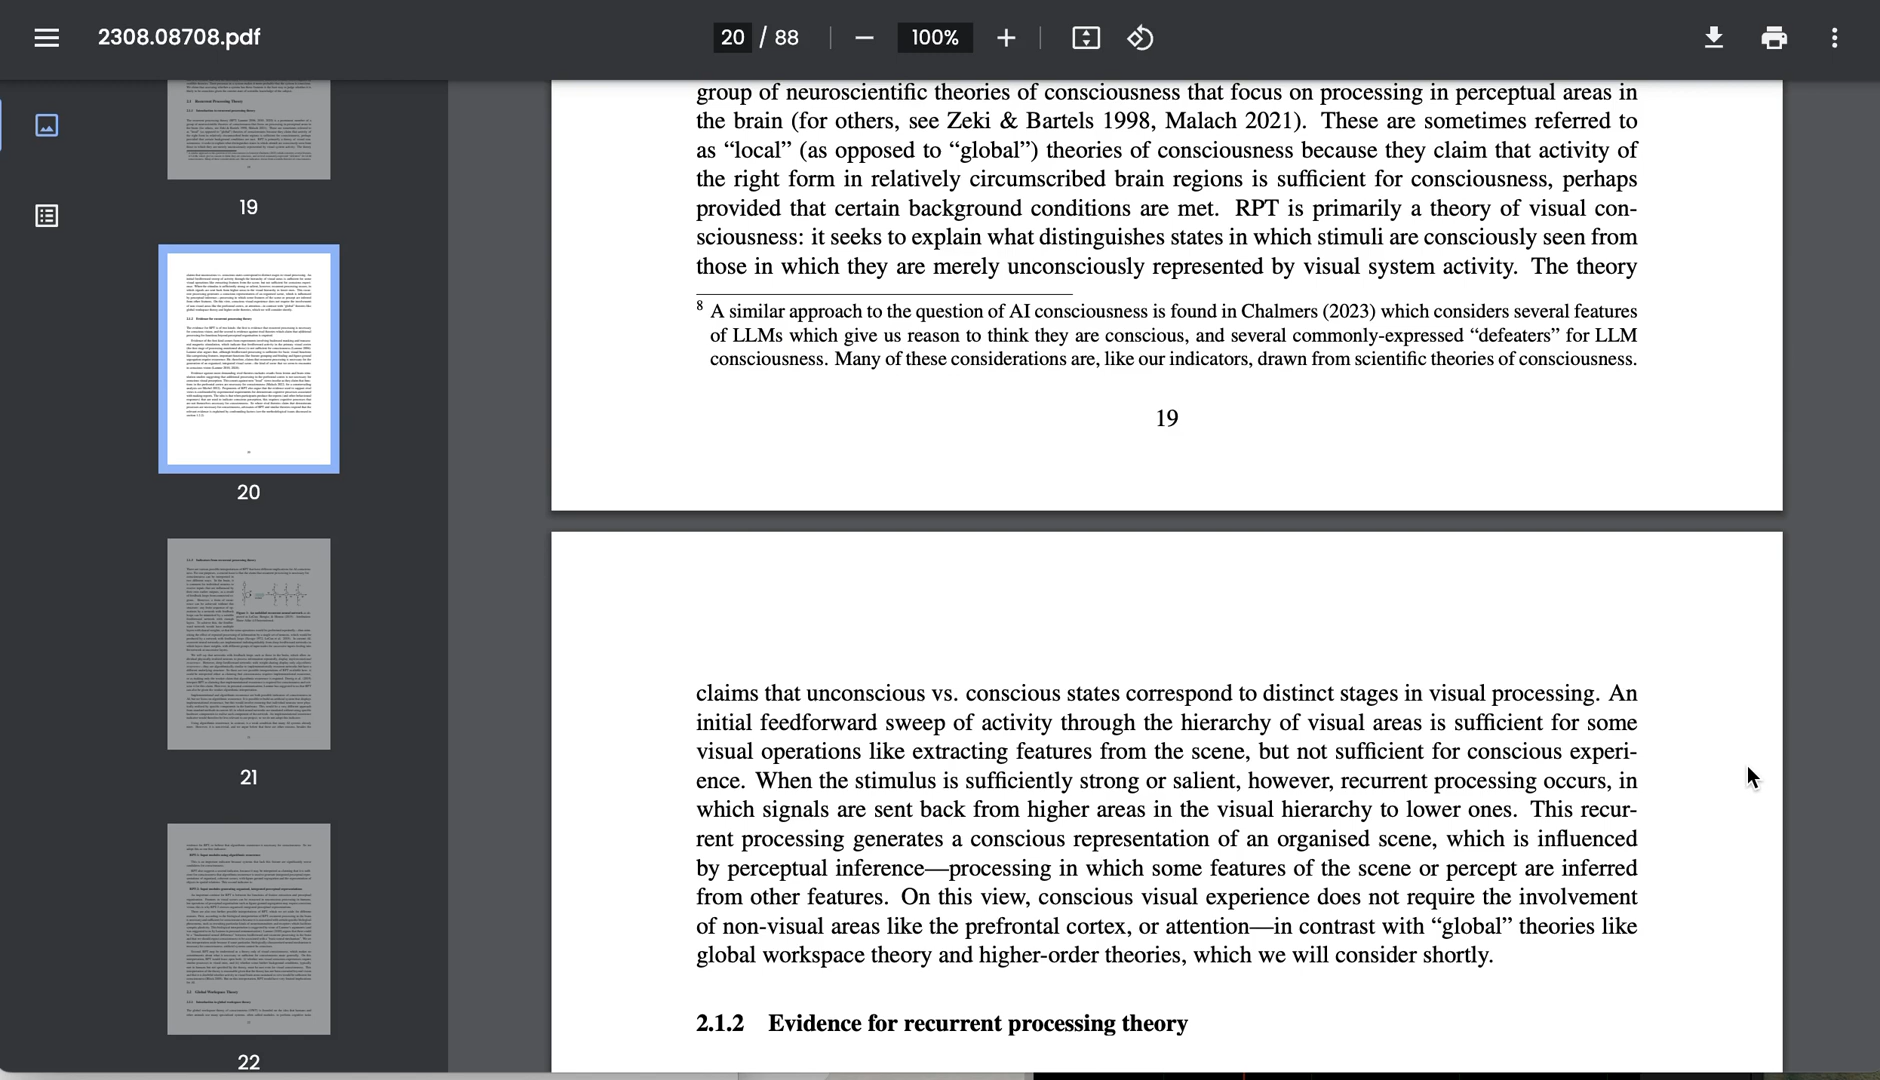 2308.08708.pdf
20 / 88
100%
19
20
21
22
group of neuroscientific theories of consciousness that focus on processing in perceptual areas in
the brain (for others, see Zeki & Bartels 1998, Malach 2021). These are sometimes referred to
as “local” (as opposed to “global”) theories of consciousness because they claim that activity of
the right form in relatively circumscribed brain regions is sufficient for consciousness, perhaps
provided that certain background conditions are met. RPT is primarily a theory of visual con-
sciousness: it seeks to explain what distinguishes states in which stimuli are consciously seen from
those in which they are merely unconsciously represented by visual system activity. The theory
8 A similar approach to the question of AI consciousness is found in Chalmers (2023) which considers several features
of LLMs which give us reason to think they are conscious, and several commonly-expressed “defeaters” for LLM
consciousness. Many of these considerations are, like our indicators, drawn from scientific theories of consciousness.
19
claims that unconscious vs. conscious states correspond to distinct stages in visual processing. An
initial feedforward sweep of activity through the hierarchy of visual areas is sufficient for some
visual operations like extracting features from the scene, but not sufficient for conscious experi-
ence. When the stimulus is sufficiently strong or salient, however, recurrent processing occurs, in
which signals are sent back from higher areas in the visual hierarchy to lower ones. This recur-
rent processing generates a conscious representation of an organised scene, which is influenced
by perceptual inference—processing in which some features of the scene or percept are inferred
from other features. On this view, conscious visual experience does not require the involvement
of non-visual areas like the prefrontal cortex, or attention—in contrast with “global” theories like
global workspace theory and higher-order theories, which we will consider shortly.
2.1.2 Evidence for recurrent processing theory